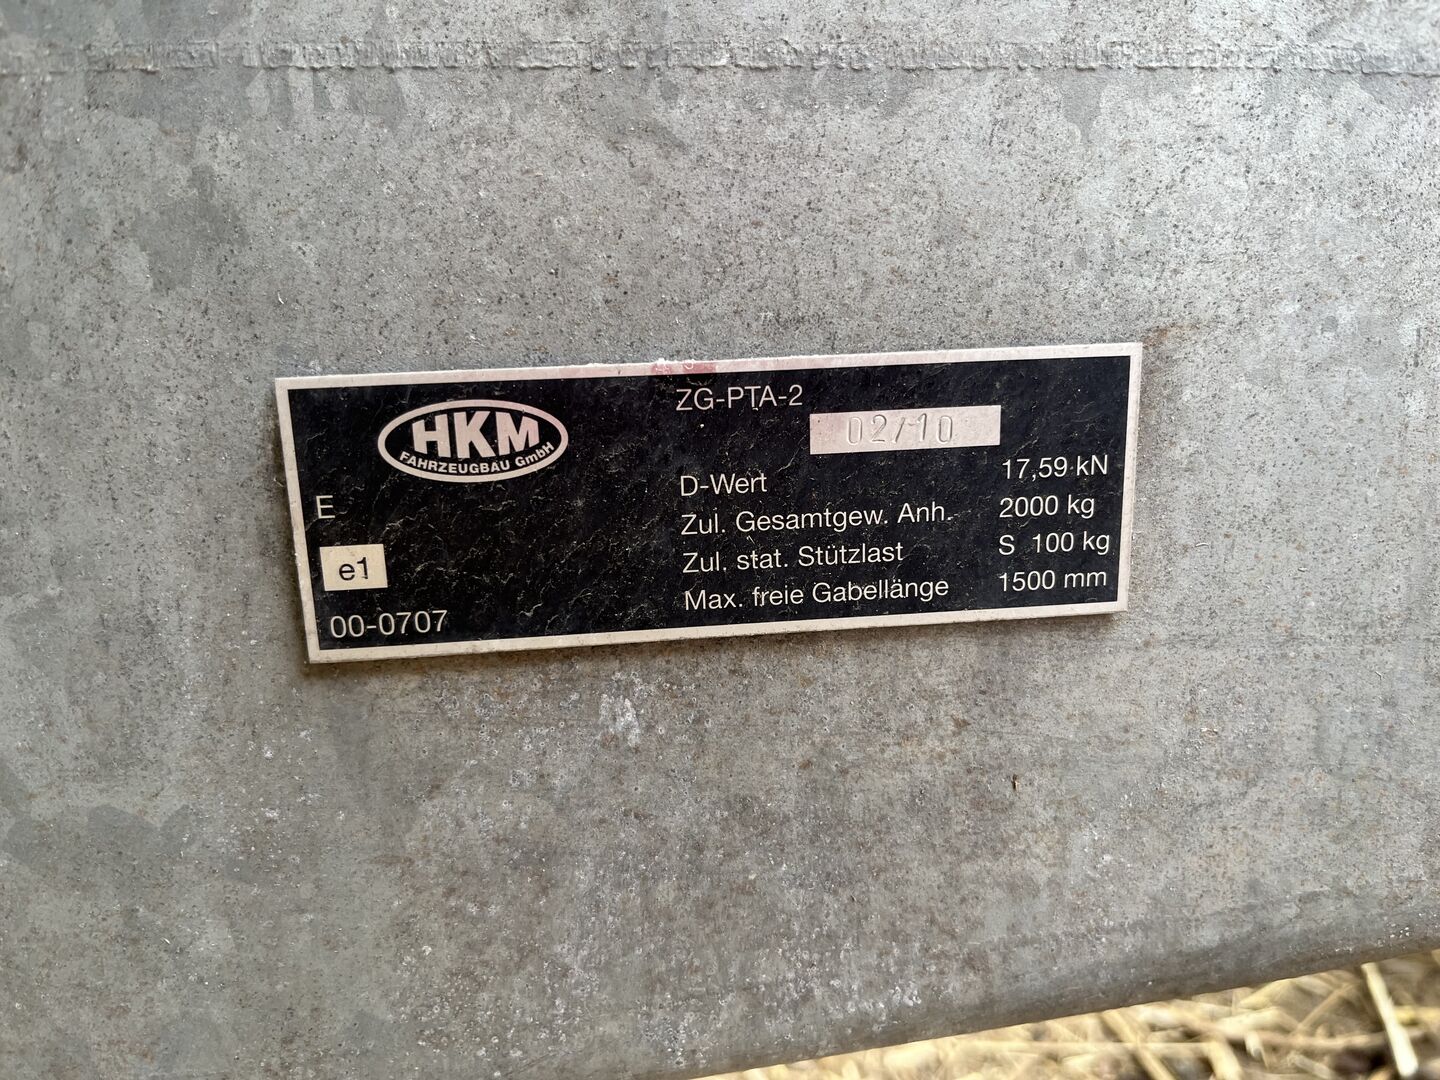 HKM
FAHRZEUGBAU GmbH
E
e1
00-0707
ZG-PTA-2
02/10
D-Wert 17,59 kN
Zul. Gesamtgew. Anh. 2000 kg
Zul. stat. Stützlast S 100 kg
Max. freie Gabellänge 1500 mm